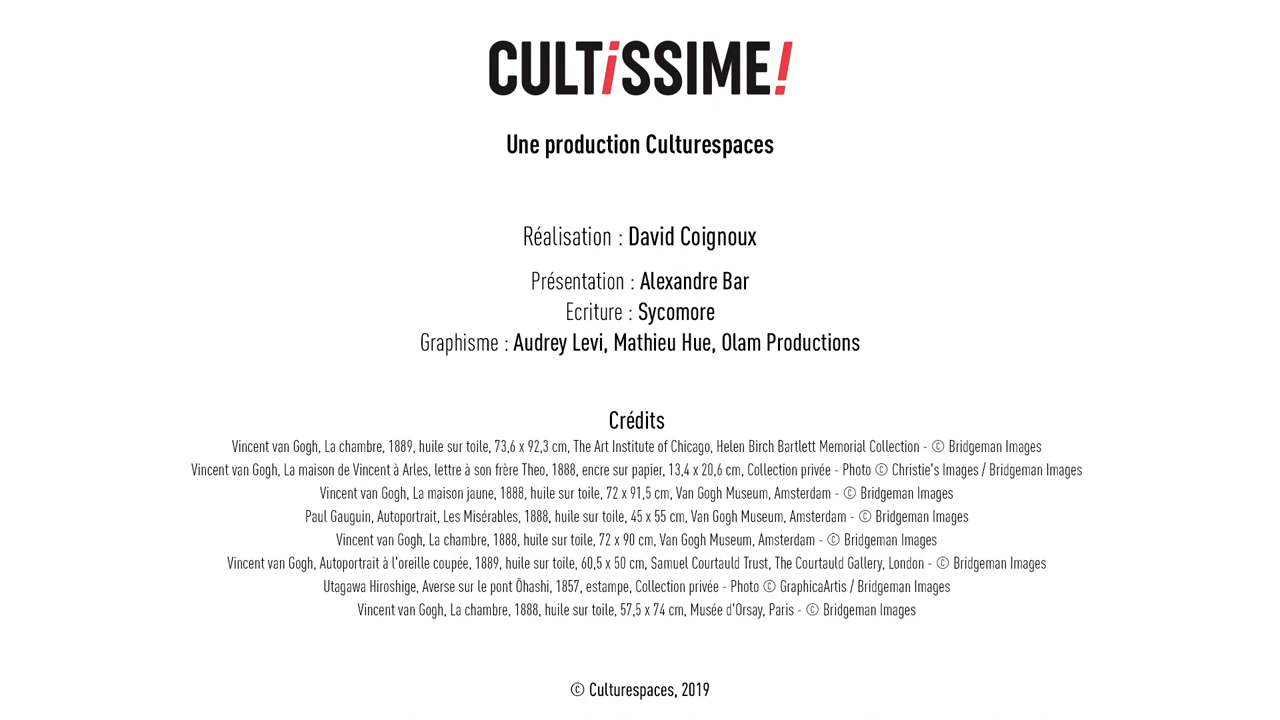 CULTiSSIME!
Une production Culturespaces
Réalisation : David Coignoux
Présentation : Alexandre Bar
Ecriture : Sycomore
Graphisme : Audrey Levi, Mathieu Hue, Olam Productions
Crédits
Vincent van Gogh, La chambre, 1889, huile sur toile, 73,6 x 92,3 cm, The Art Institute of Chicago, Helen Birch Bartlett Memorial Collection - © Bridgeman Images
Vincent van Gogh, La maison de Vincent à Arles, lettre à son frère Theo, 1888, encre sur papier, 13,4 x 20,6 cm, Collection privée - Photo © Christie's Images / Bridgeman Images
Vincent van Gogh, La maison jaune, 1888, huile sur toile, 72 x 91,5 cm, Van Gogh Museum, Amsterdam - © Bridgeman Images
Paul Gauguin, Autoportrait, Les Misérables, 1888, huile sur toile, 45 x 55 cm, Van Gogh Museum, Amsterdam - © Bridgeman Images
Vincent van Gogh, La chambre, 1888, huile sur toile, 72 x 90 cm, Van Gogh Museum, Amsterdam - © Bridgeman Images
Vincent van Gogh, Autoportrait à l'oreille coupée, 1889, huile sur toile, 60,5 x 50 cm, Samuel Courtauld Trust, The Courtauld Gallery, London - © Bridgeman Images
Utagawa Hiroshige, Averse sur le pont Ōhashi, 1857, estampe, Collection privée - Photo © GraphicaArtis / Bridgeman Images
Vincent van Gogh, La chambre, 1888, huile sur toile, 57,5 x 74 cm, Musée d'Orsay, Paris - © Bridgeman Images
© Culturespaces, 2019